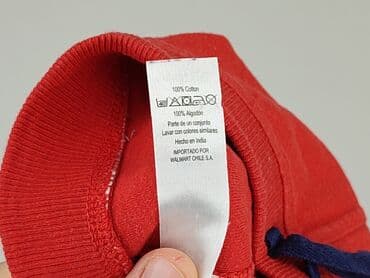 100% Cotton
100% Algodón
Parte de un conjunto
Lavar con colores similares
Hecho en India
IMPORTADO POR
WALMART CHILE S.A.